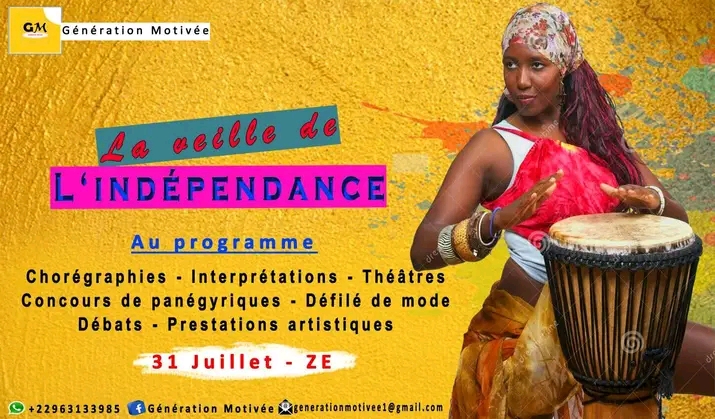 GM
Génération Motivée
La veille de
L'indépendance
Au programme
Chorégraphies - Interprétations - Théâtres
Concours de panégyriques - Défilé de mode
Débats - Prestations artistiques
31 Juillet - ZE
+22963133985 Génération Motivée generationmotivee1@gmail.com